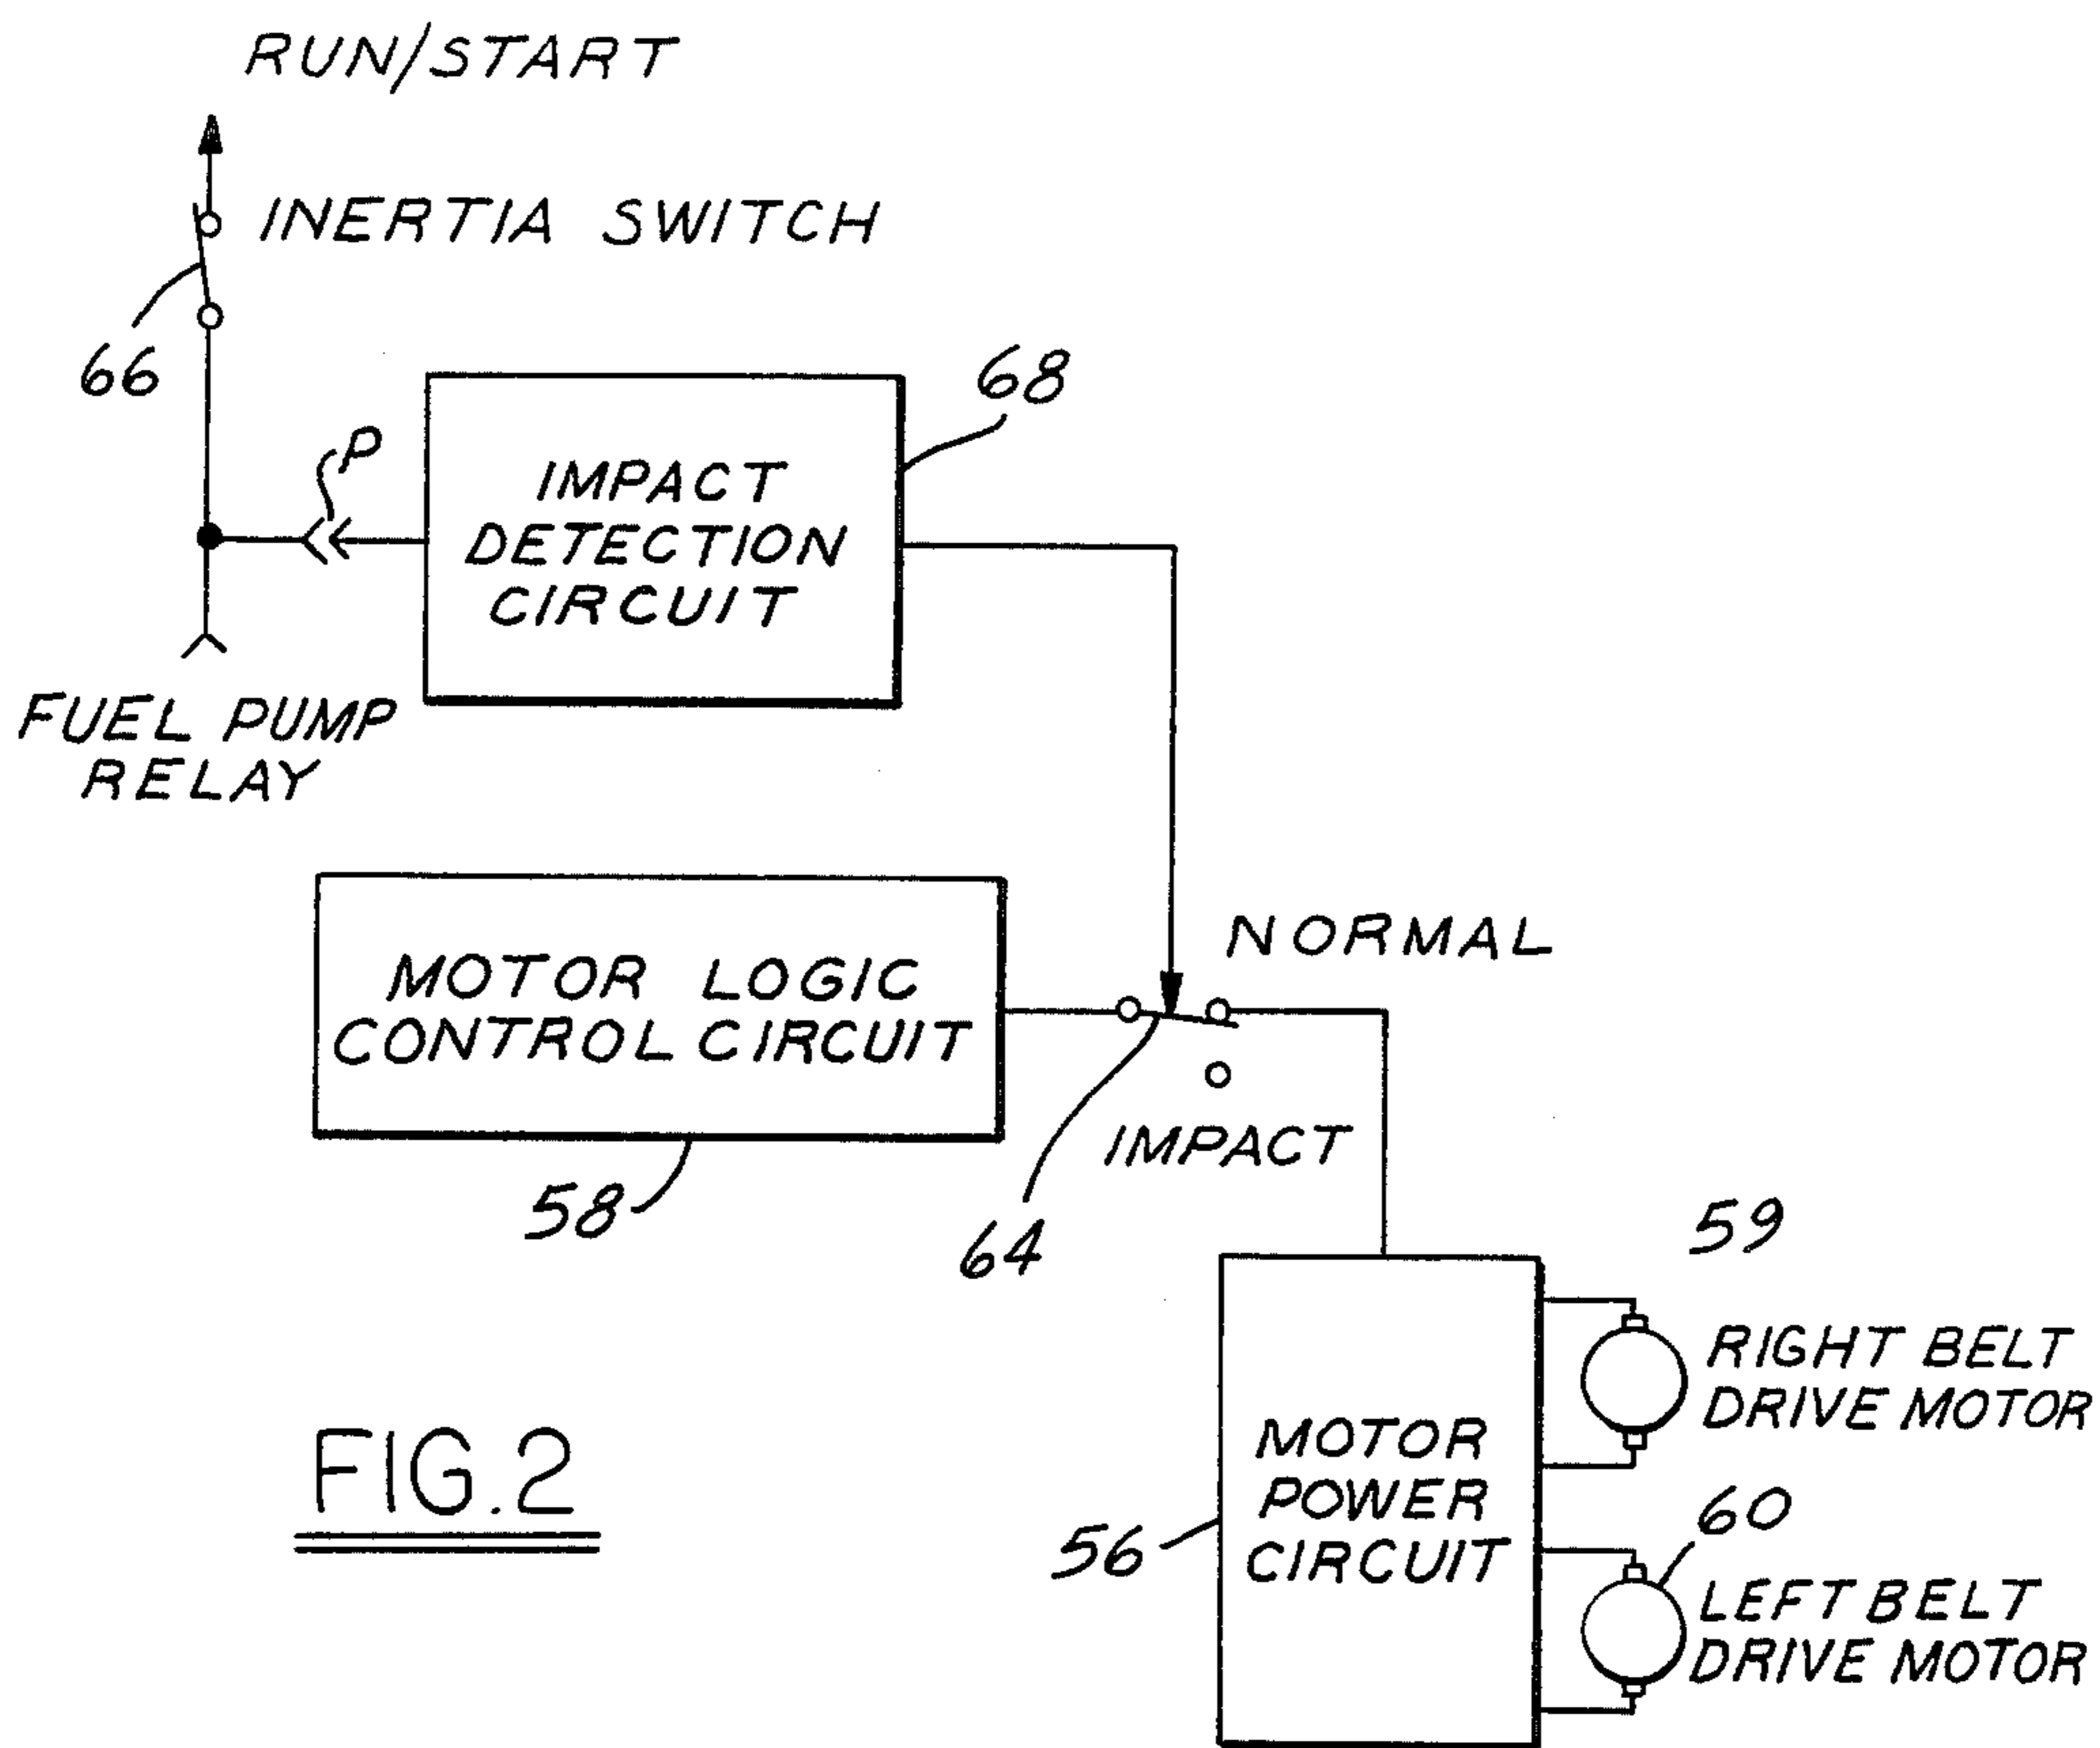 RUN/START
INERTIA SWITCH
66
68
P
IMPACT
DETECTION
CIRCUIT
FUEL PUMP
RELAY
NORMAL
MOTOR LOGIC
CONTROL CIRCUIT
IMPACT
58
64
59
RIGHT BELT
DRIVE MOTOR
MOTOR
POWER
CIRCUIT
56
60
LEFT BELT
DRIVE MOTOR
FIG.2